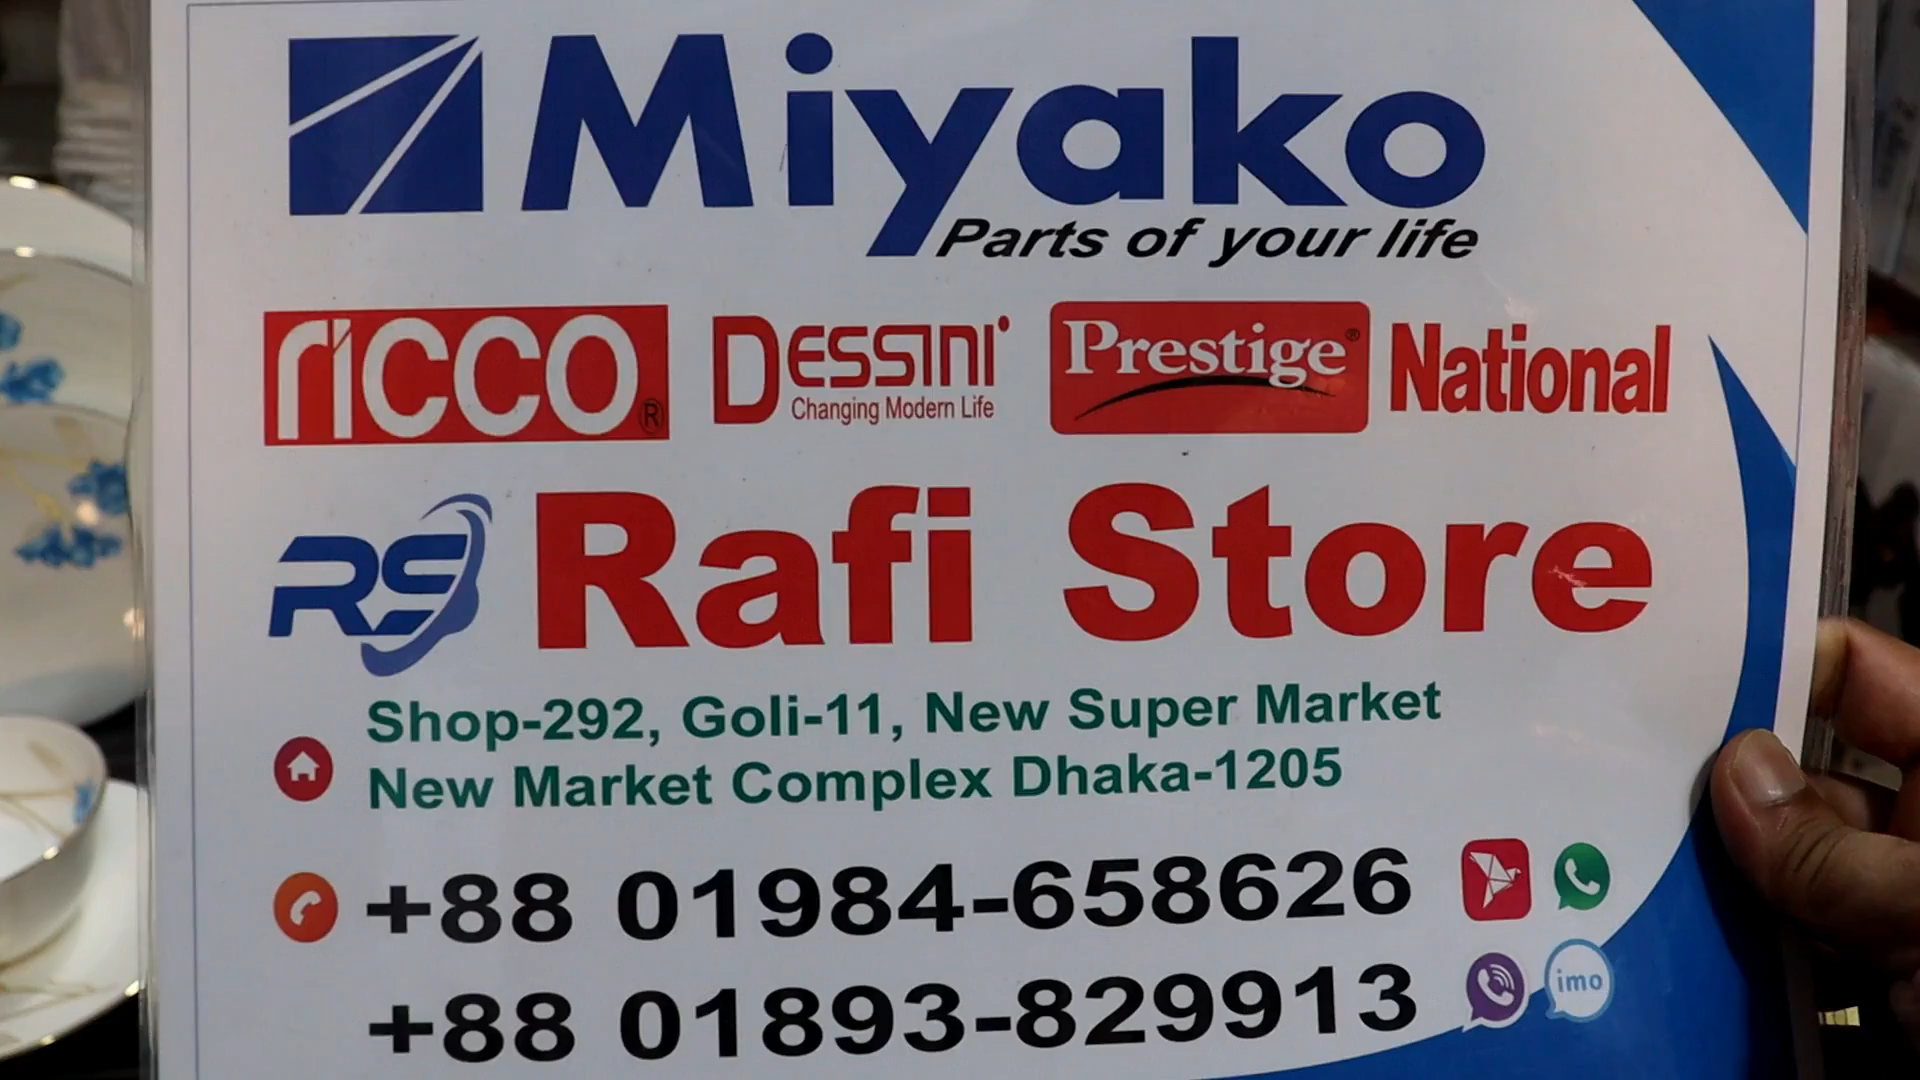 Miyako
Parts of your life
ricco®
Dessini
Changing Modern Life
Prestige®
National
RS Rafi Store
Shop-292, Goli-11, New Super Market
New Market Complex Dhaka-1205
+88 01984-658626
+88 01893-829913
imo